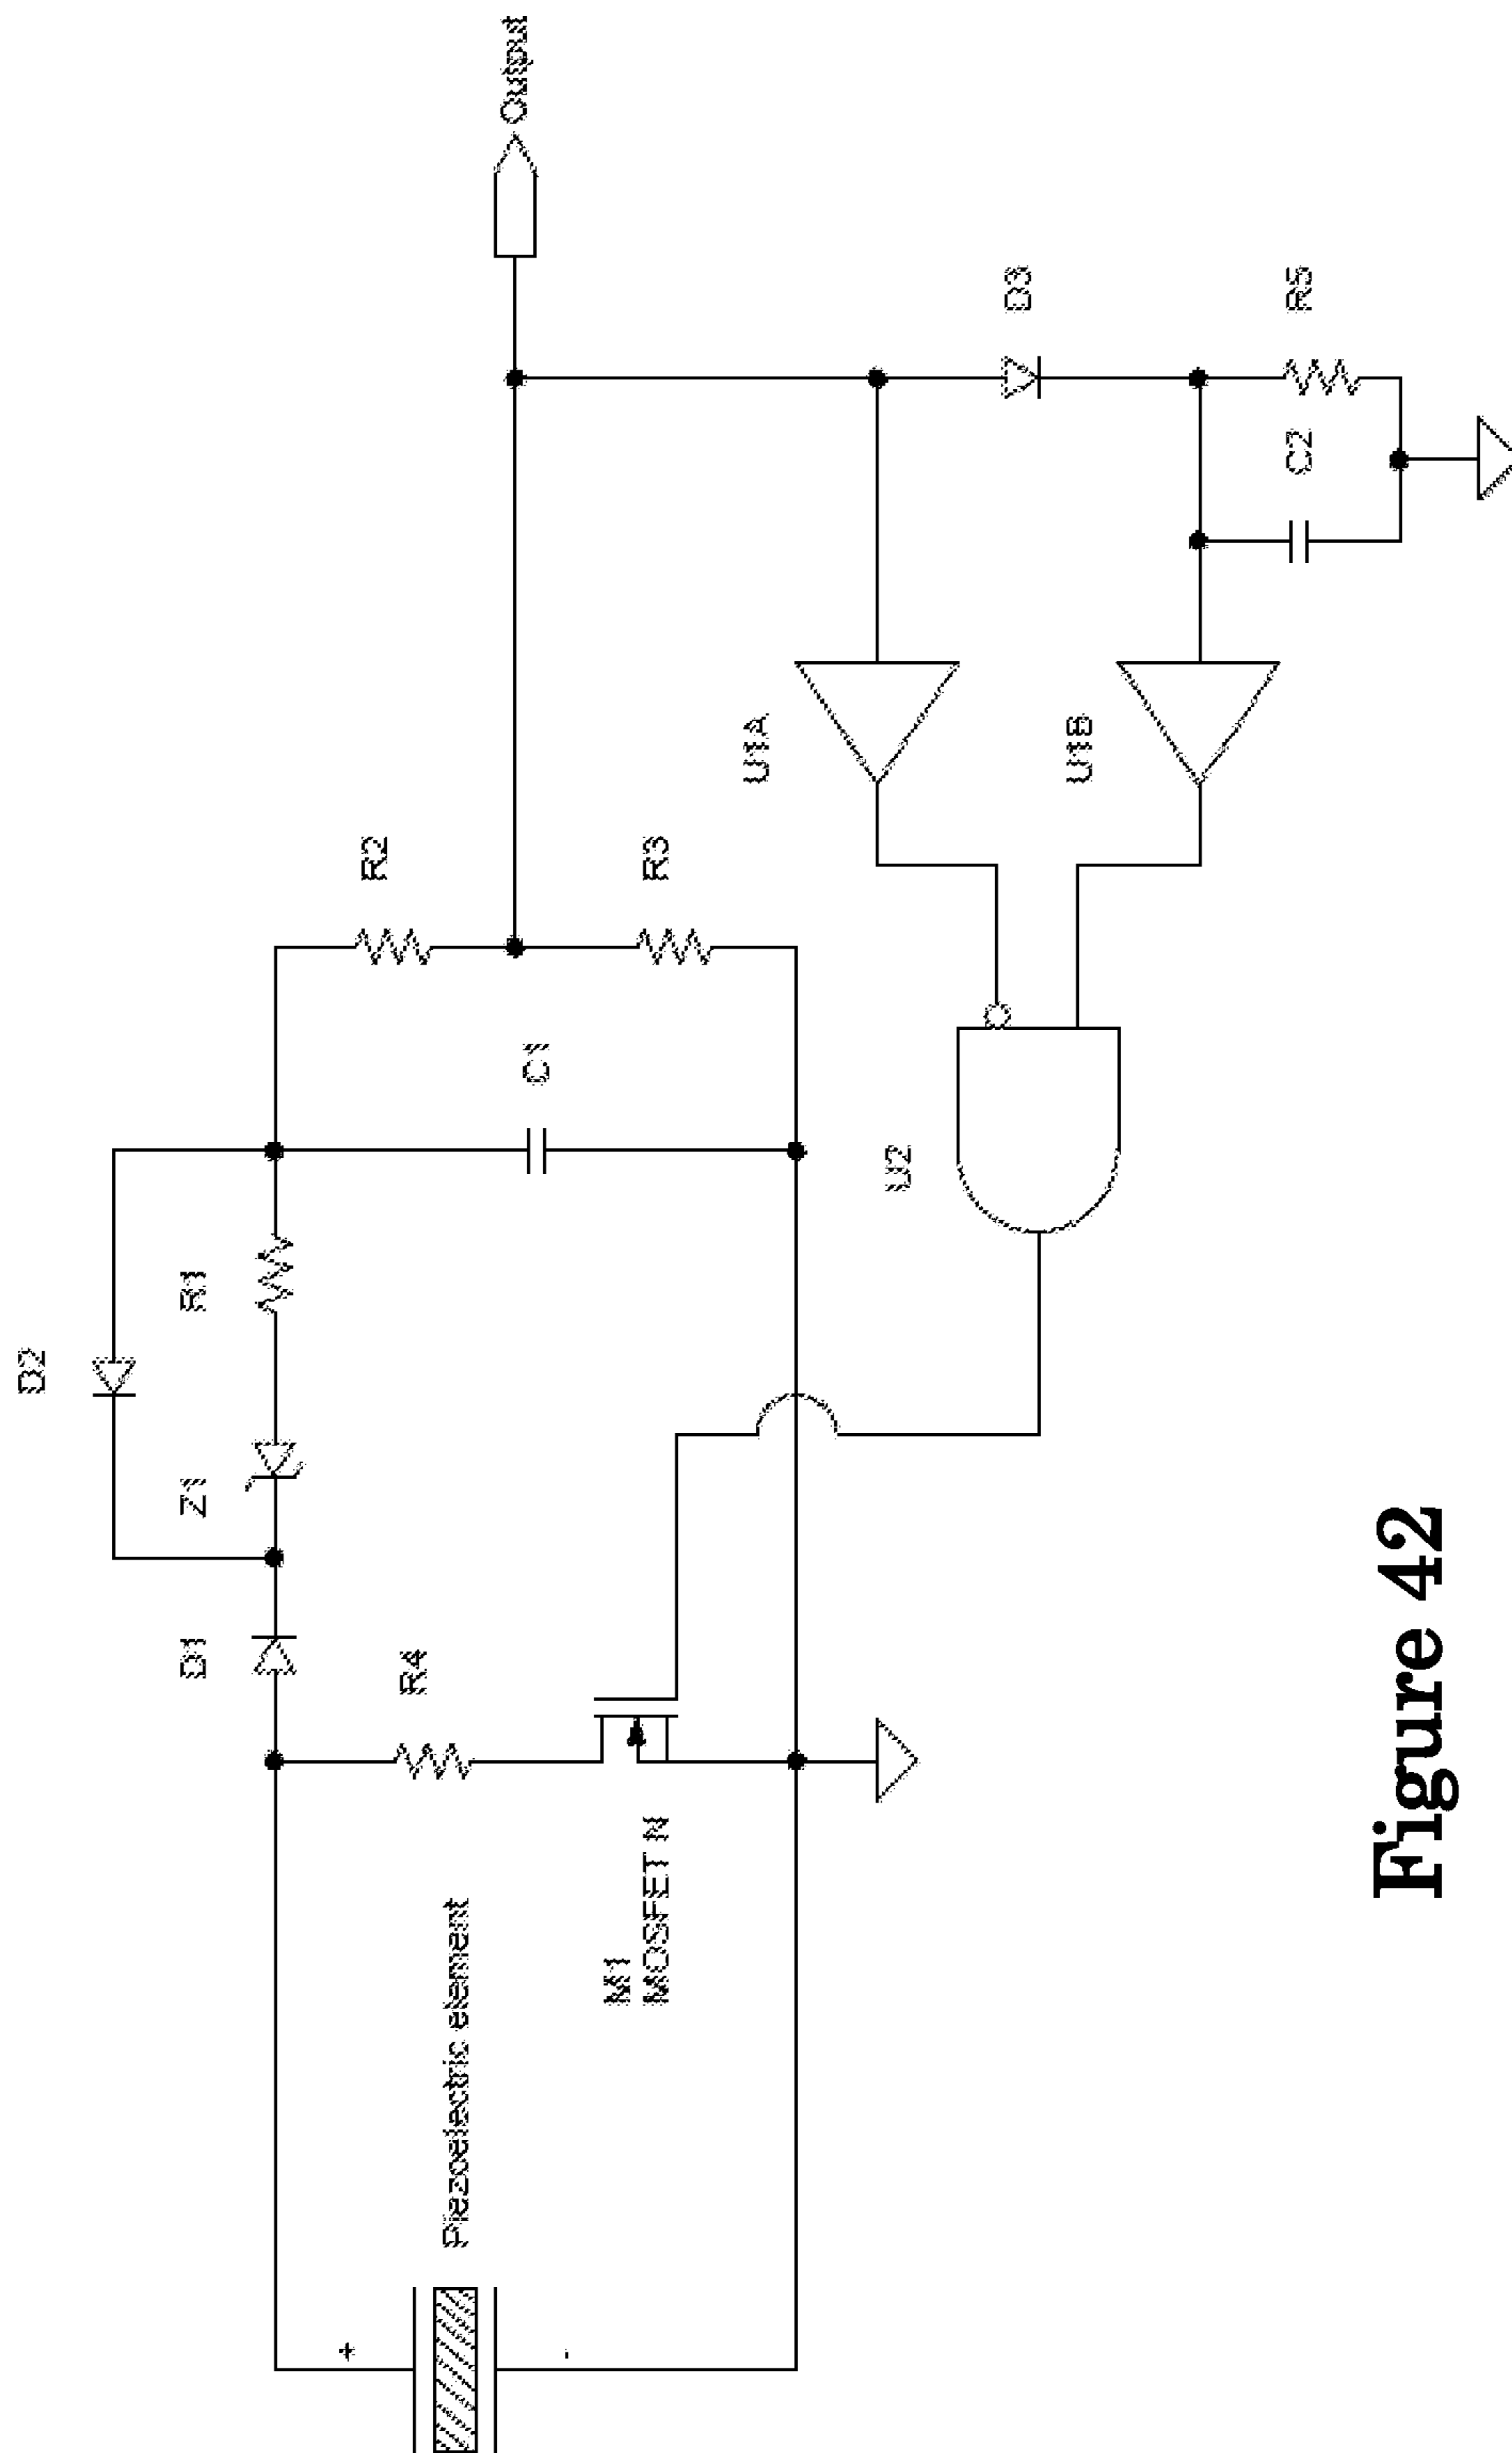 D2
D1
Z1
R1
+
Piezoelectric element
-
R4
C1
R2
Output
M1
MOSFET N
R3
U2
U1A
U1B
D3
C2
R5
Figure 42